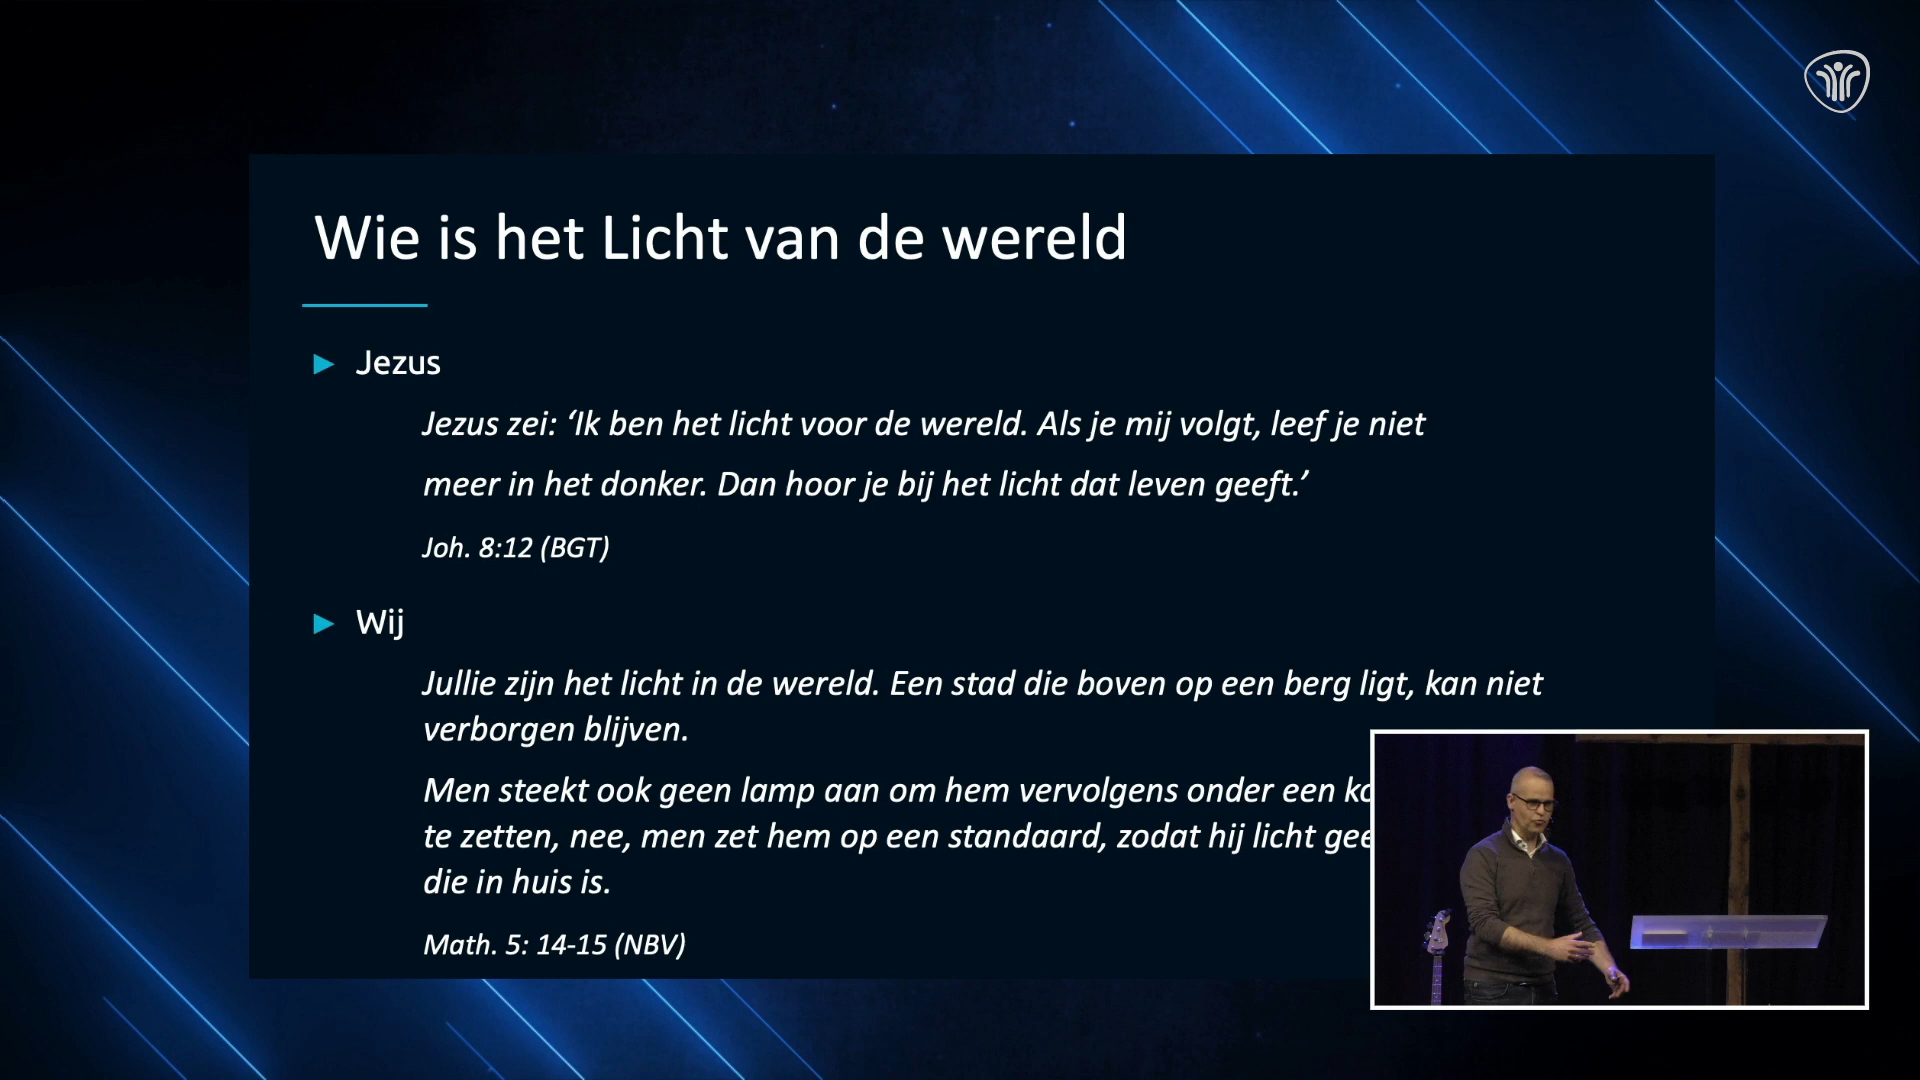 Wie is het Licht van de wereld
Jezus
Jezus zei: ‘Ik ben het licht voor de wereld. Als je mij volgt, leef je niet
meer in het donker. Dan hoor je bij het licht dat leven geeft.’
Joh. 8:12 (BGT)
Wij
Jullie zijn het licht in de wereld. Een stad die boven op een berg ligt, kan niet
verborgen blijven.
Men steekt ook geen lamp aan om hem vervolgens onder een
te zetten, nee, men zet hem op een standaard, zodat hij licht
die in huis is.
Math. 5: 14-15 (NBV)